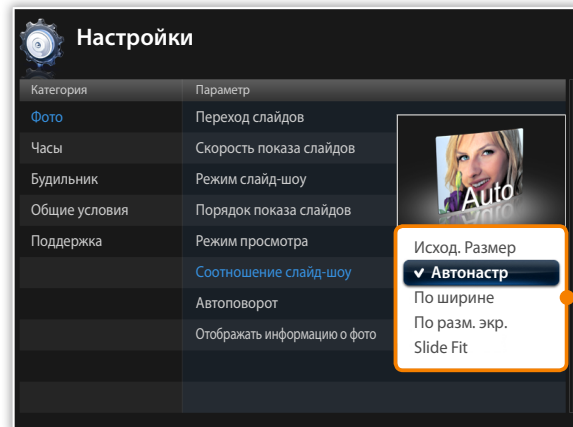 Настройки
Категория
Параметр
Фото
Переход слайдов
Часы
Скорость показа слайдов
Будильник
Режим слайд-шоу
Общие условия
Порядок показа слайдов
Поддержка
Режим просмотра
Соотношение слайд-шоу
Автоповорот
Отображать информацию о фото
Auto
Исход. Размер
✔ Автонастр
По ширине
По разм. экр.
Slide Fit